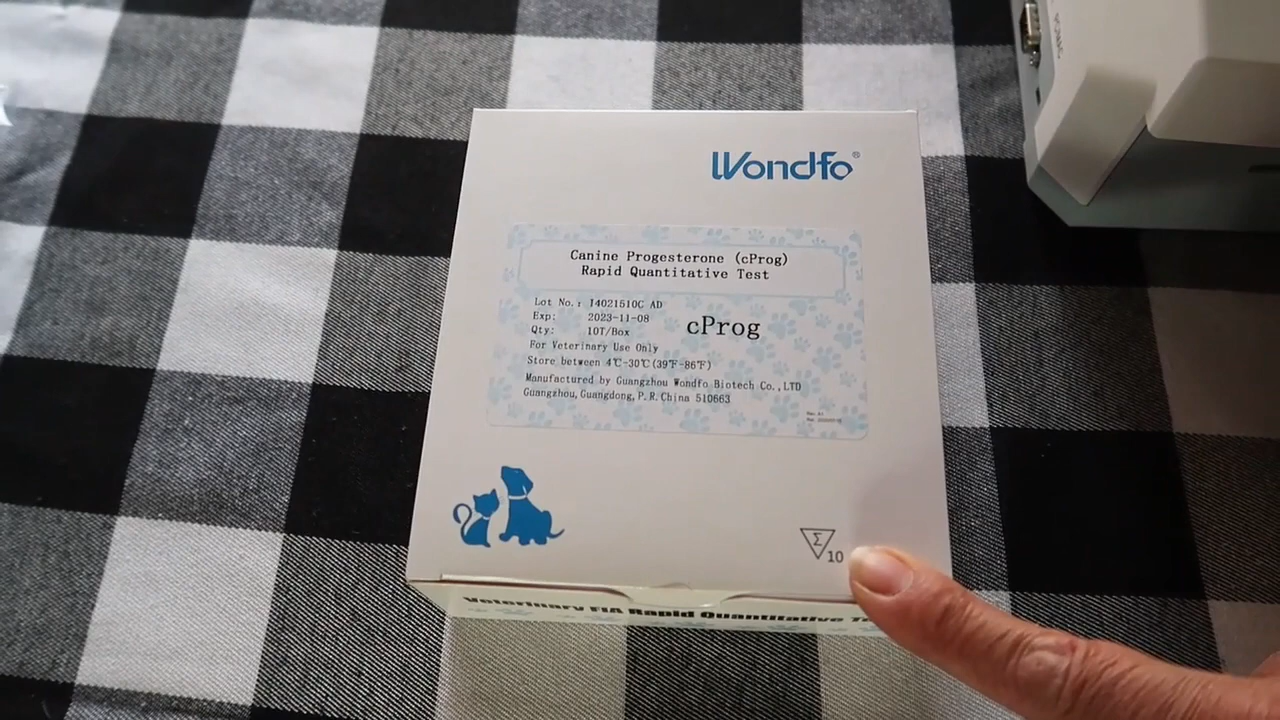 Wondfo®
Canine Progesterone (cProg)
Rapid Quantitative Test
Lot No.: I4021510C AD
Exp: 2023-11-08
Qty: 10T/Box
cProg
For Veterinary Use Only
Store between 4℃-30℃(39℉-86℉)
Manufactured by Guangzhou Wondfo Biotech Co.,LTD
Guangzhou,Guangdong,P.R.China 510663
Σ
10
Veterinary FIA Rapid Quantitative